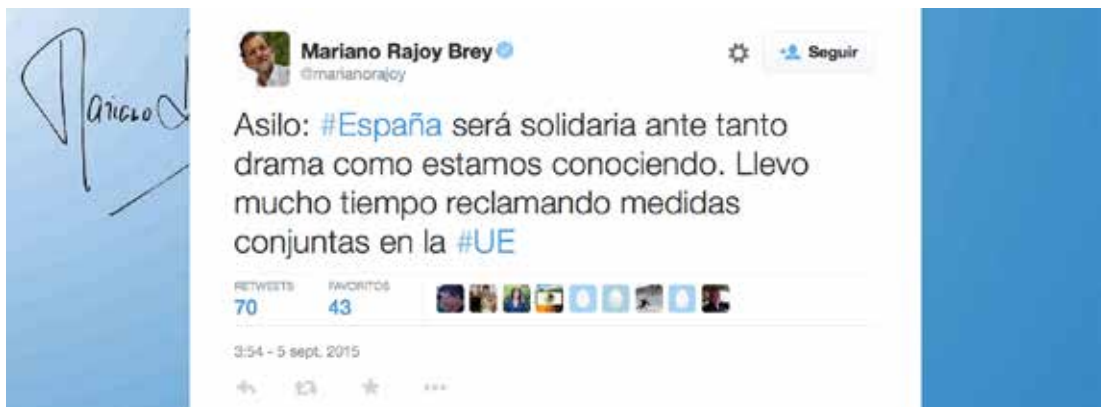 Mariano
Mariano Rajoy Brey
@marianorajoy
Seguir
Asilo: #España será solidaria ante tanto
drama como estamos conociendo. Llevo
mucho tiempo reclamando medidas
conjuntas en la #UE
RETWEETS FAVORITOS
70 43
3:54 - 5 sept. 2015